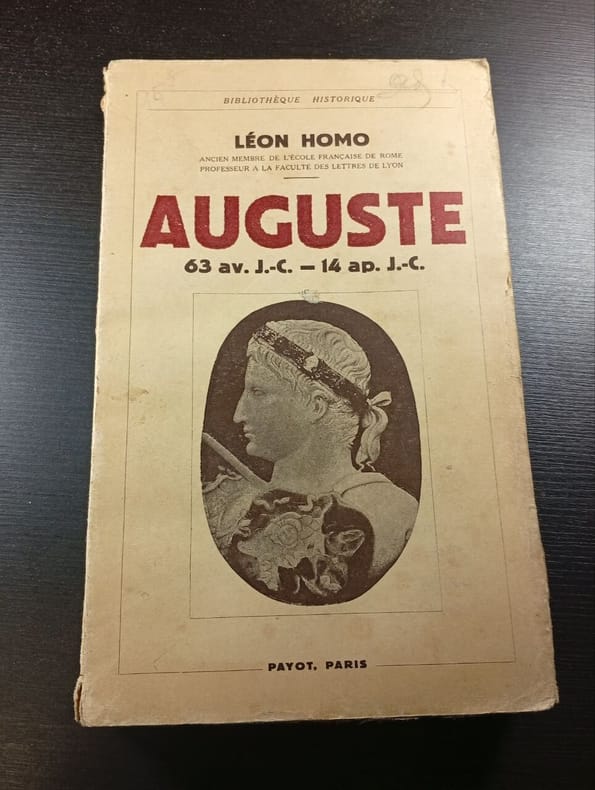 BIBLIOTHÈQUE HISTORIQUE
LÉON HOMO
ANCIEN MEMBRE DE L'ÉCOLE FRANÇAISE DE ROME
PROFESSEUR A LA FACULTÉ DES LETTRES DE LYON
AUGUSTE
63 av. J.-C. — 14 ap. J.-C.
PAYOT, PARIS